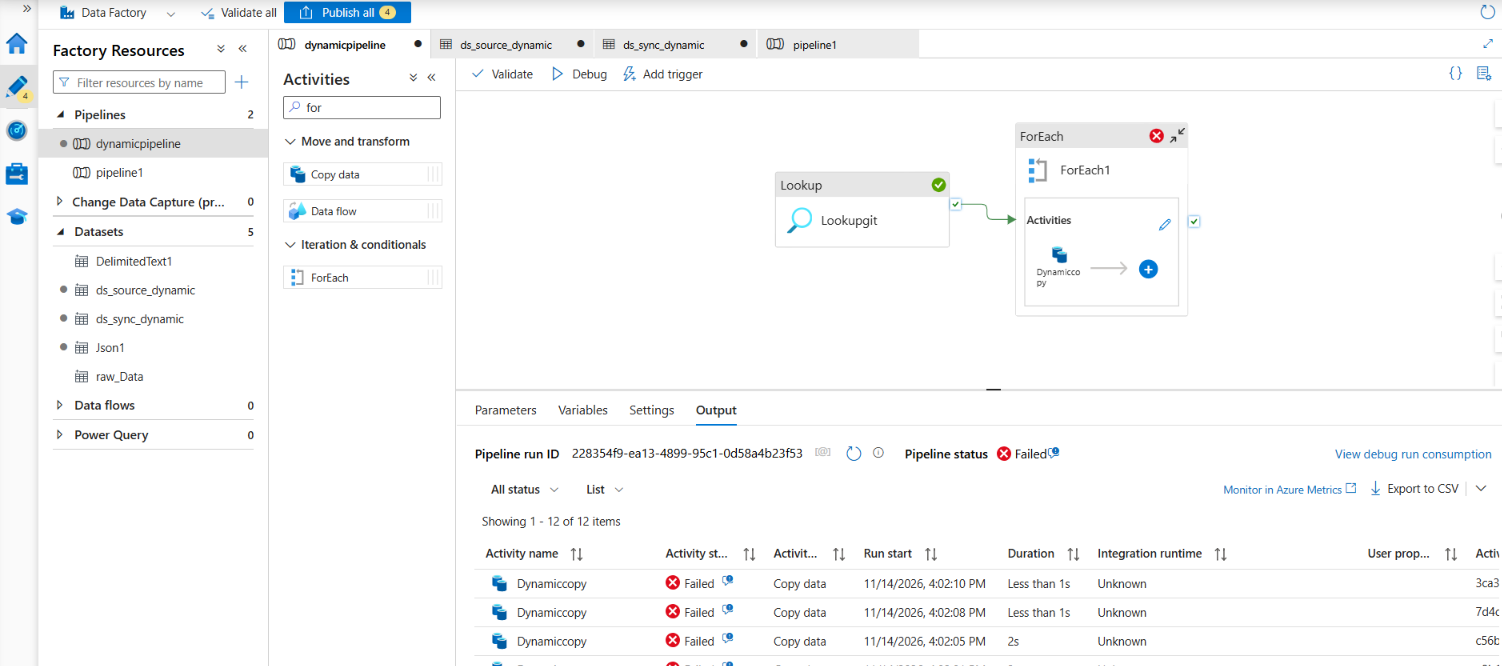 Data Factory
Validate all
Publish all 4
Factory Resources
Filter resources by name
4
Pipelines 2
dynamicpipeline
pipeline1
Change Data Capture (pr... 0
Datasets 5
DelimitedText1
ds_source_dynamic
ds_sync_dynamic
Json1
raw_Data
Data flows 0
Power Query 0
dynamicpipeline
ds_source_dynamic
ds_sync_dynamic
pipeline1
Activities
for
Move and transform
Copy data
Data flow
Iteration & conditionals
ForEach
Validate
Debug
Add trigger
{}
Lookup
Lookupgit
ForEach
ForEach1
Activities
Dynamicco
py
Parameters Variables Settings Output
Pipeline run ID 228354f9-ea13-4899-95c1-0d58a4b23f53 Pipeline status Failed View debug run consumption
All status List Monitor in Azure Metrics Export to CSV
Showing 1 - 12 of 12 items
Activity name Activity st... Activit... Run start Duration Integration runtime User prop... Activ
Dynamiccopy Failed Copy data 11/14/2026, 4:02:10 PM Less than 1s Unknown 3ca3
Dynamiccopy Failed Copy data 11/14/2026, 4:02:08 PM Less than 1s Unknown 7d4c
Dynamiccopy Failed Copy data 11/14/2026, 4:02:05 PM 2s Unknown c56b